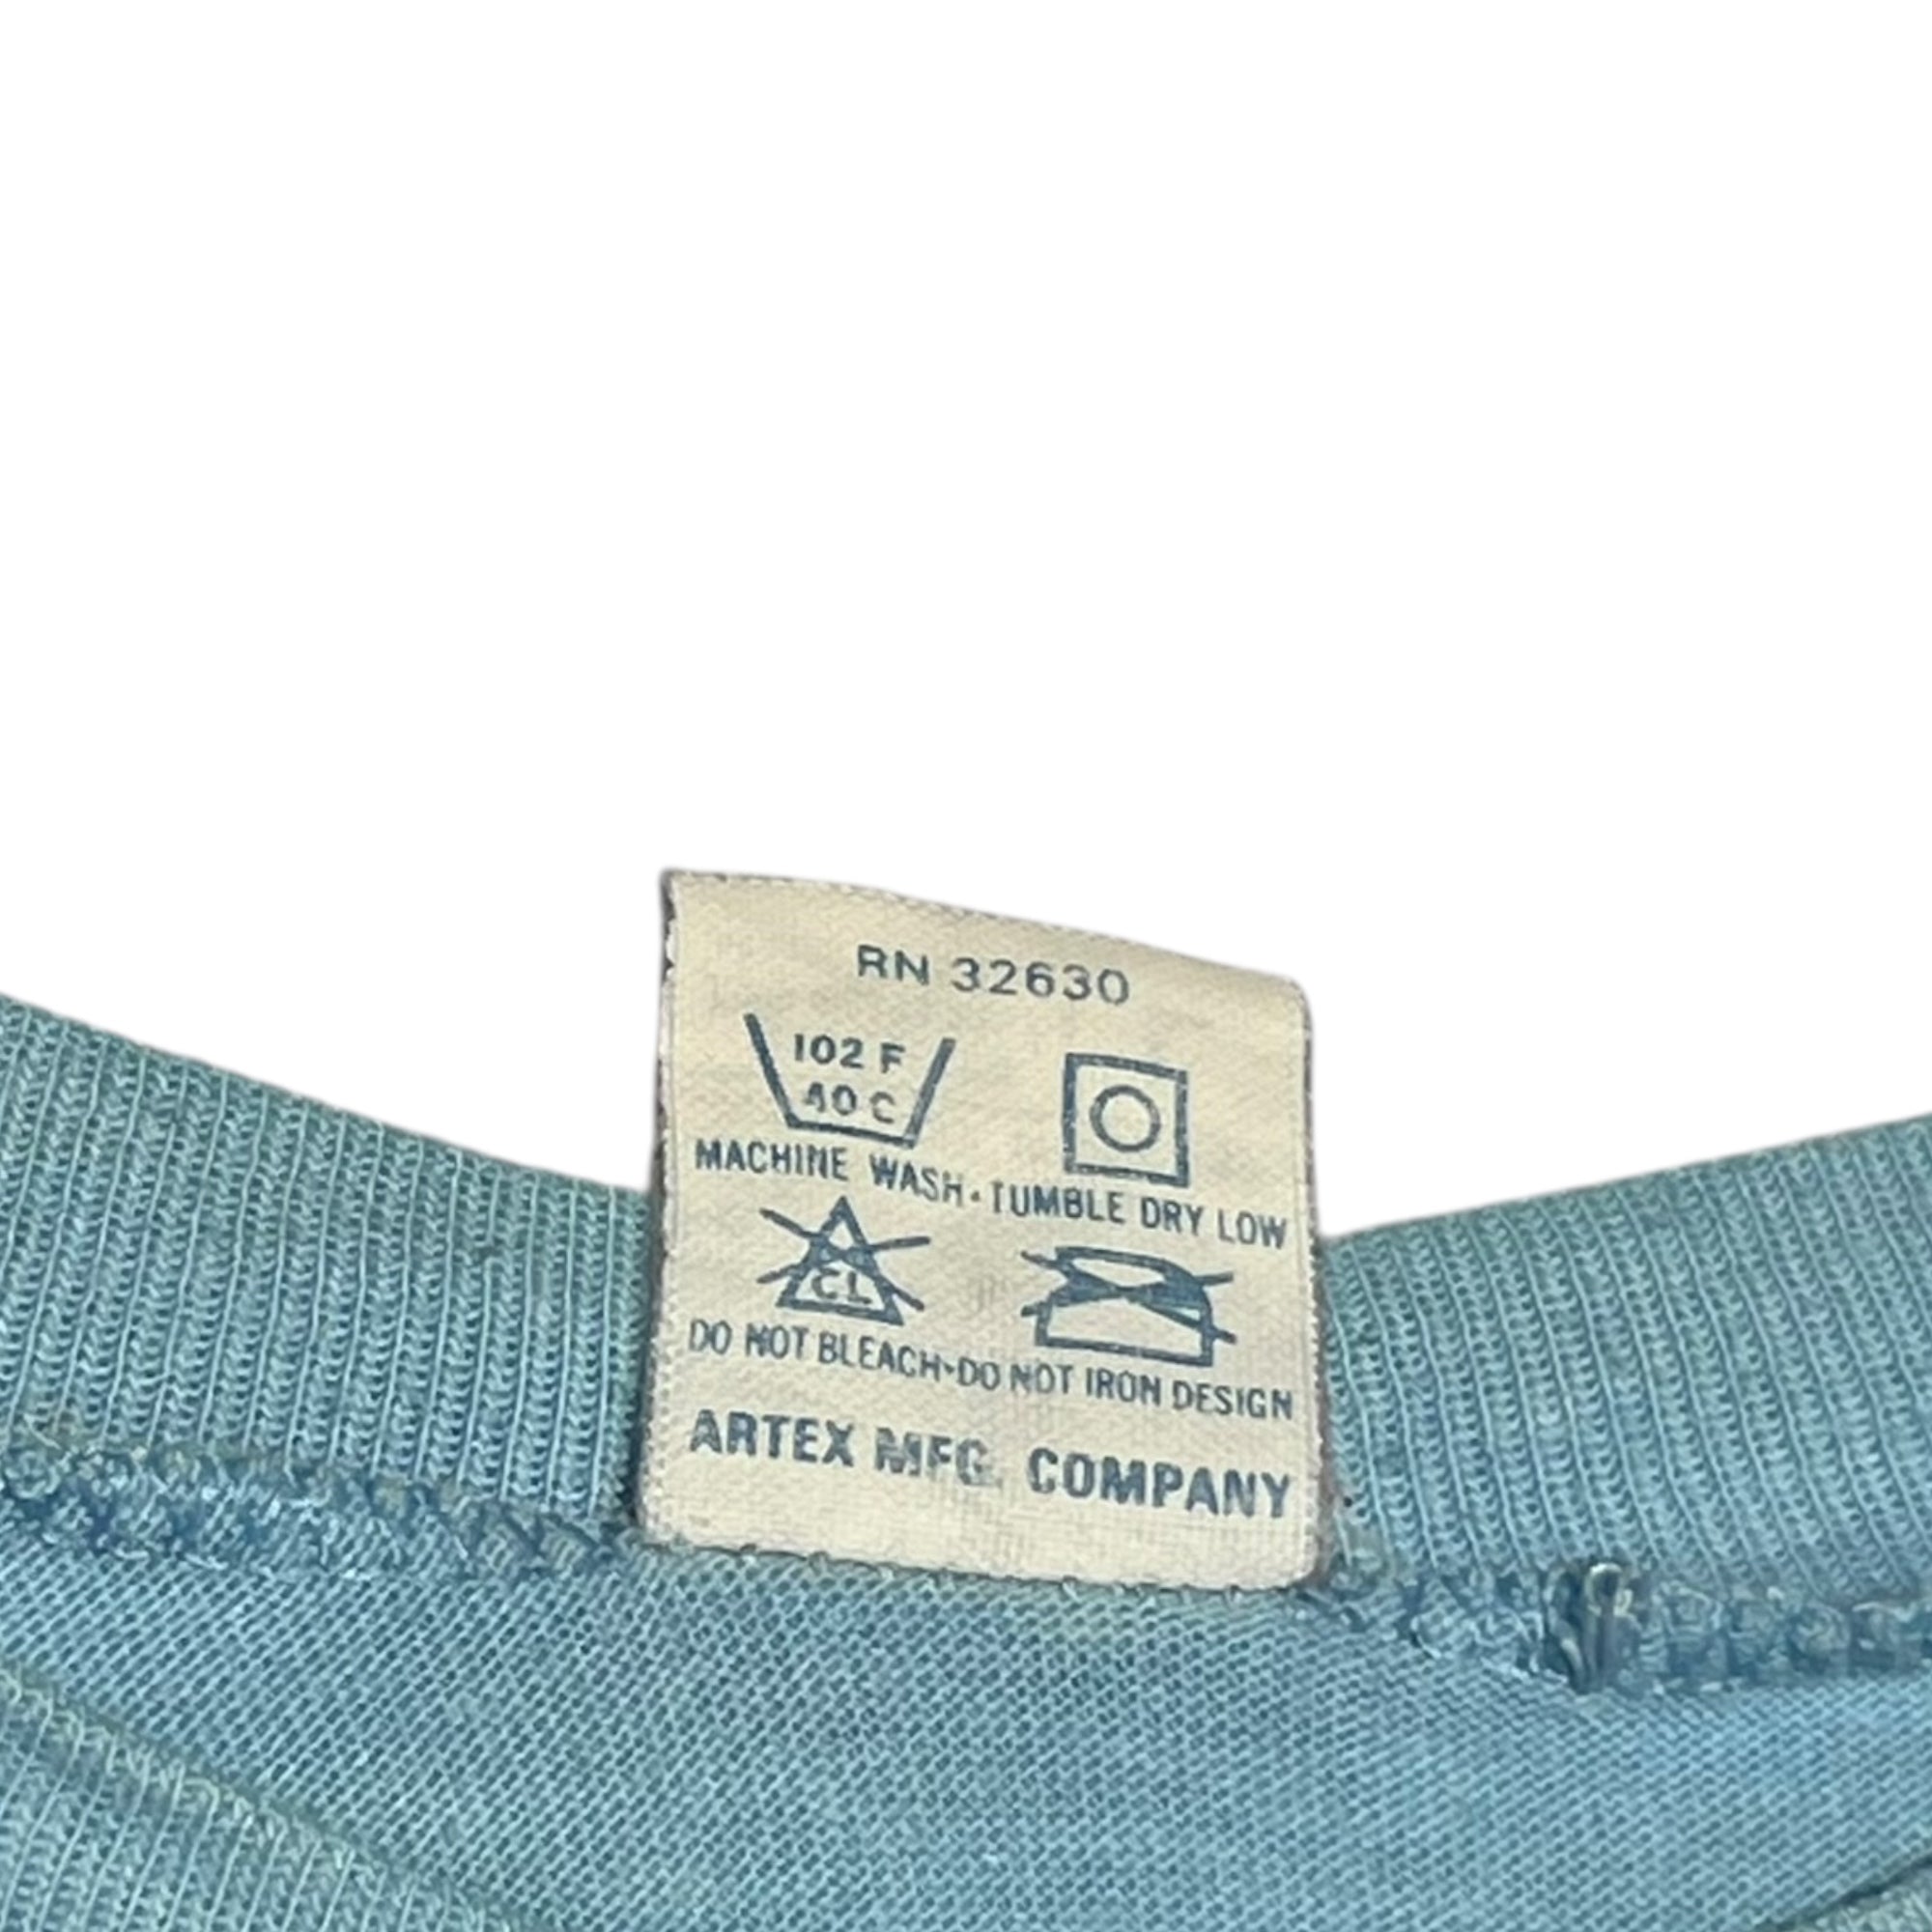 RN 32630
102 F
40 C
MACHINE WASH • TUMBLE DRY LOW
CL
DO NOT BLEACH • DO NOT IRON DESIGN
ARTEX MFG. COMPANY